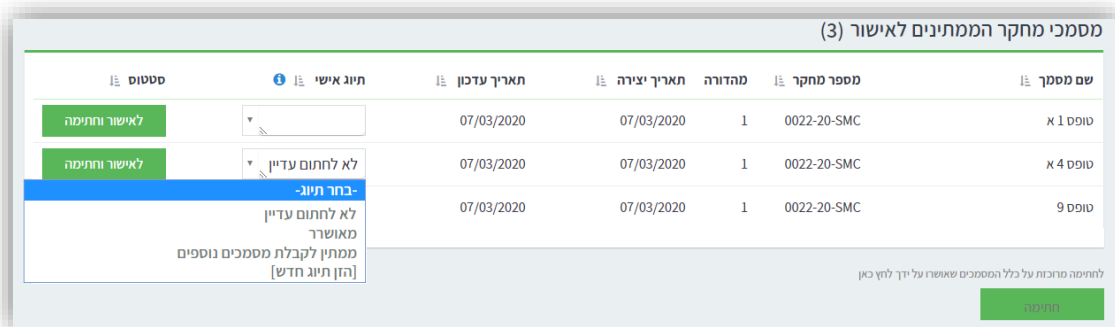 מסמכי מחקר הממתינים לאישור (3)
שם מסמך מספר מחקר מהדורה תאריך יצירה תאריך עדכון תיוג אישי סטטוס
טופס 1 א 0022-20-SMC 1 07/03/2020 07/03/2020 לאישור וחתימה
טופס 4 א 0022-20-SMC 1 07/03/2020 07/03/2020 לא לחתום עדיין לאישור וחתימה
-בחר תיוג-
טופס 9 0022-20-SMC 1 07/03/2020 07/03/2020 לא לחתום עדיין
מאושרר
ממתין לקבלת מסמכים נוספים
[הזן תיוג חדש]
לחתימה מרוכזת על כלל המסמכים שאושרו על ידך לחץ כאן
חתימה